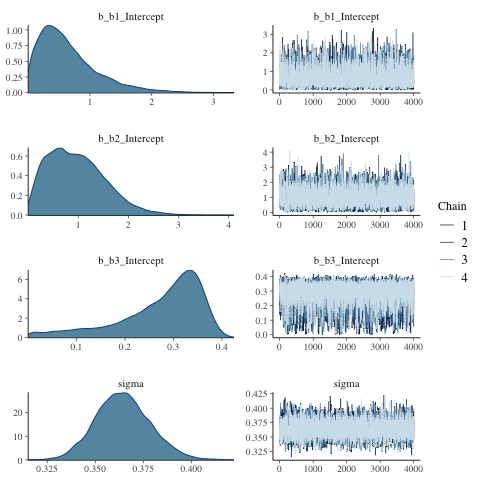 b_b1_Intercept
1.00
0.75
0.50
0.25
0.00
1 2 3
b_b1_Intercept
3
2
1
0
0 1000 2000 3000 4000
b_b2_Intercept
0.6
0.4
0.2
0.0
1 2 3 4
b_b2_Intercept
4
3
2
1
0
0 1000 2000 3000 4000
b_b3_Intercept
6
4
2
0
0.1 0.2 0.3 0.4
b_b3_Intercept
0.4
0.3
0.2
0.1
0.0
0 1000 2000 3000 4000
sigma
20
10
0
0.325 0.350 0.375 0.400
sigma
0.425
0.400
0.375
0.350
0.325
0 1000 2000 3000 4000
Chain
1
2
3
4